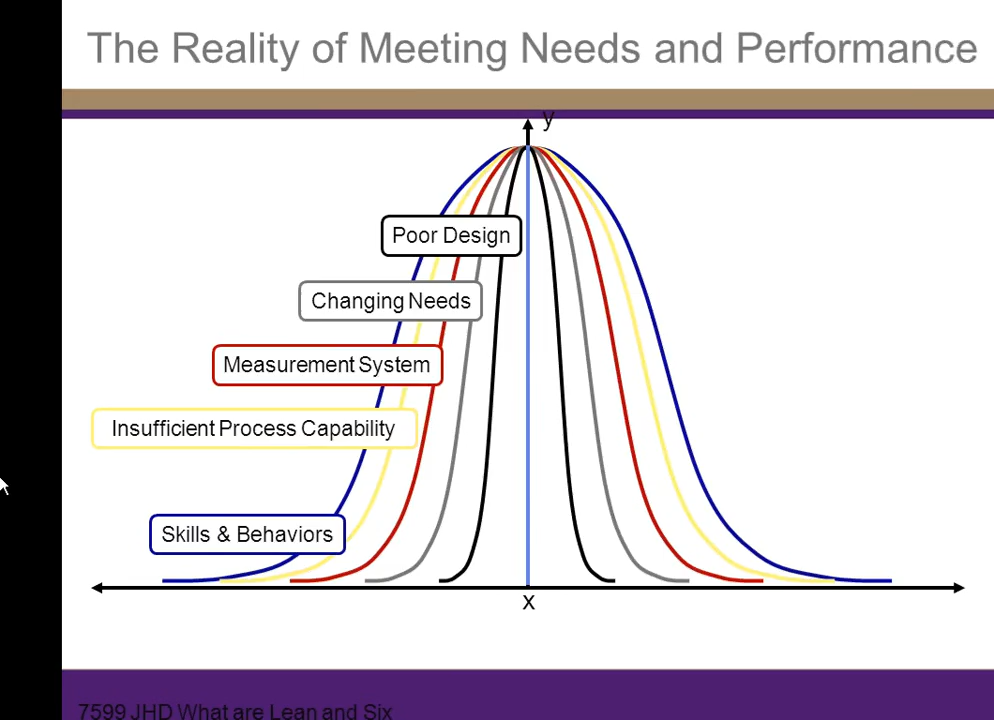 The Reality of Meeting Needs and Performance
y
Poor Design
Changing Needs
Measurement System
Insufficient Process Capability
Skills & Behaviors
x
7599 JHD What are Lean and Six